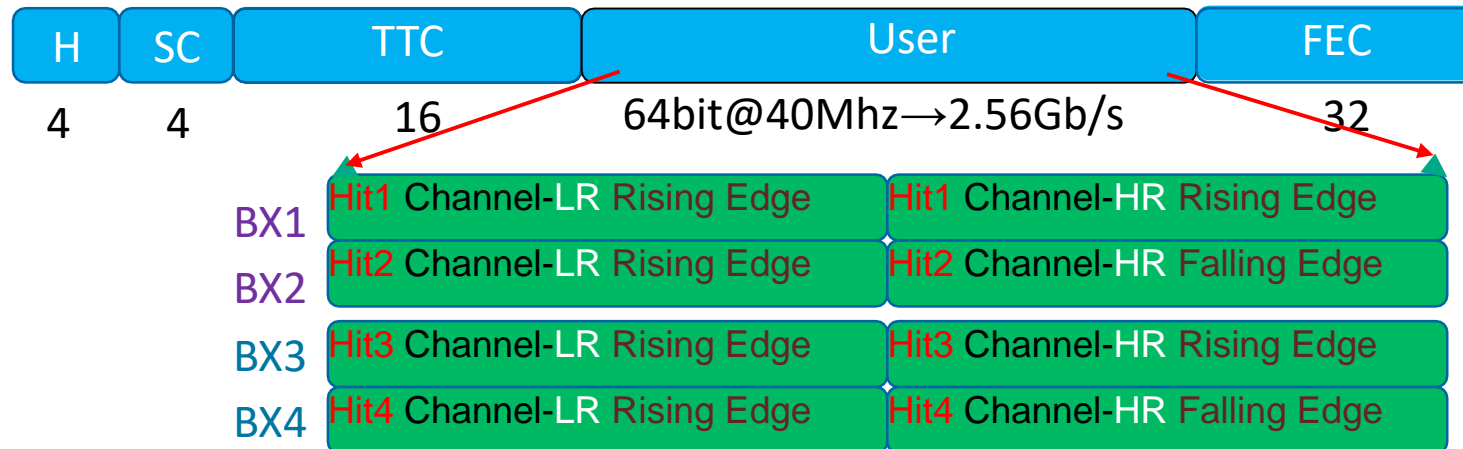 H SC TTC User FEC
4 4 16 64bit@40Mhz→2.56Gb/s 32
BX1 Hit1 Channel-LR Rising Edge Hit1 Channel-HR Rising Edge
BX2 Hit2 Channel-LR Rising Edge Hit2 Channel-HR Falling Edge
BX3 Hit3 Channel-LR Rising Edge Hit3 Channel-HR Rising Edge
BX4 Hit4 Channel-LR Rising Edge Hit4 Channel-HR Falling Edge